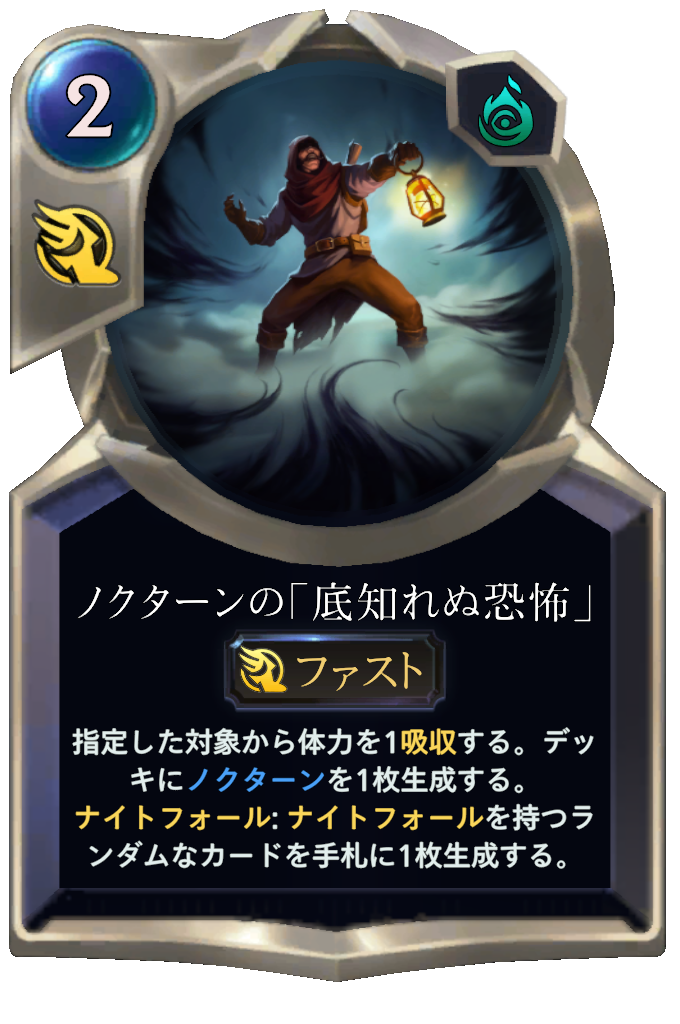 2
ノクターンの「底知れぬ恐怖」
ファスト
指定した対象から体力を1吸収する。デッ
キにノクターンを1枚生成する。
ナイトフォール: ナイトフォールを持つラ
ンダムなカードを手札に1枚生成する。